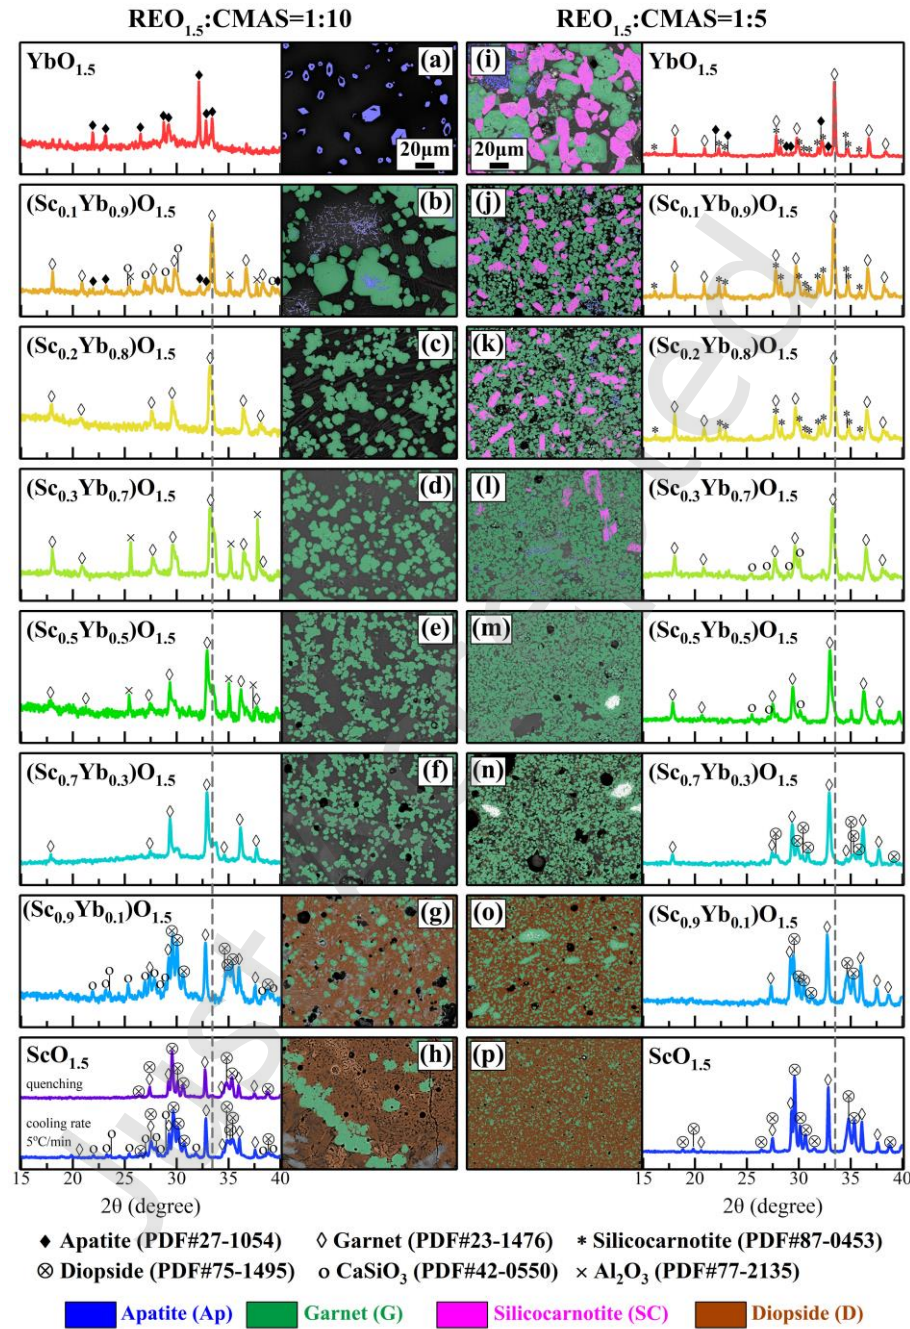 REO1.5:CMAS=1:10
REO1.5:CMAS=1:5
YbO1.5
(a)
20μm
(i)
20μm
YbO1.5
(Sc0.1Yb0.9)O1.5
(b)
(j)
(Sc0.1Yb0.9)O1.5
(Sc0.2Yb0.8)O1.5
(c)
(k)
(Sc0.2Yb0.8)O1.5
(Sc0.3Yb0.7)O1.5
(d)
(l)
(Sc0.3Yb0.7)O1.5
(Sc0.5Yb0.5)O1.5
(e)
(m)
(Sc0.5Yb0.5)O1.5
(Sc0.7Yb0.3)O1.5
(f)
(n)
(Sc0.7Yb0.3)O1.5
(Sc0.9Yb0.1)O1.5
(g)
(o)
(Sc0.9Yb0.1)O1.5
ScO1.5
quenching
cooling rate
5°C/min
(h)
(p)
ScO1.5
15 20 25 30 35 40
15 20 25 30 35 40
2θ (degree)
2θ (degree)
♦ Apatite (PDF#27-1054) ◊ Garnet (PDF#23-1476) * Silicocarnotite (PDF#87-0453)
⊗ Diopside (PDF#75-1495) o CaSiO3 (PDF#42-0550) × Al2O3 (PDF#77-2135)
Apatite (Ap) Garnet (G) Silicocarnotite (SC) Diopside (D)